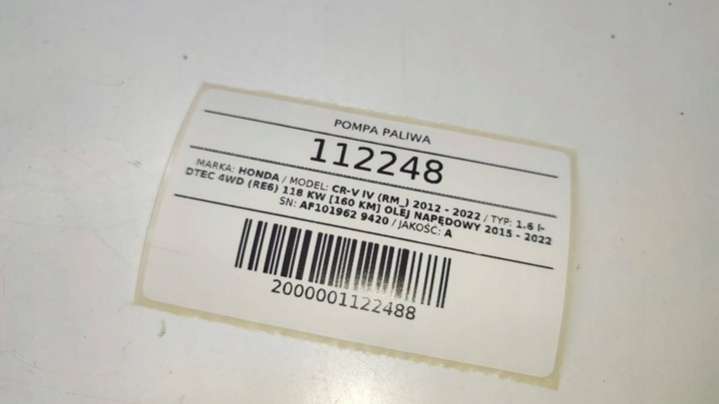 POMPA PALIWA
112248
MARKA: HONDA / MODEL: CR-V IV (RM_) 2012 - 2022 / TYP: 1.6 I-
DTEC 4WD (RE6) 118 KW [160 KM] OLEJ NAPĘDOWY 2015 - 2022
SN: AF101962 9420 / JAKOŚĆ: A
2000001122488